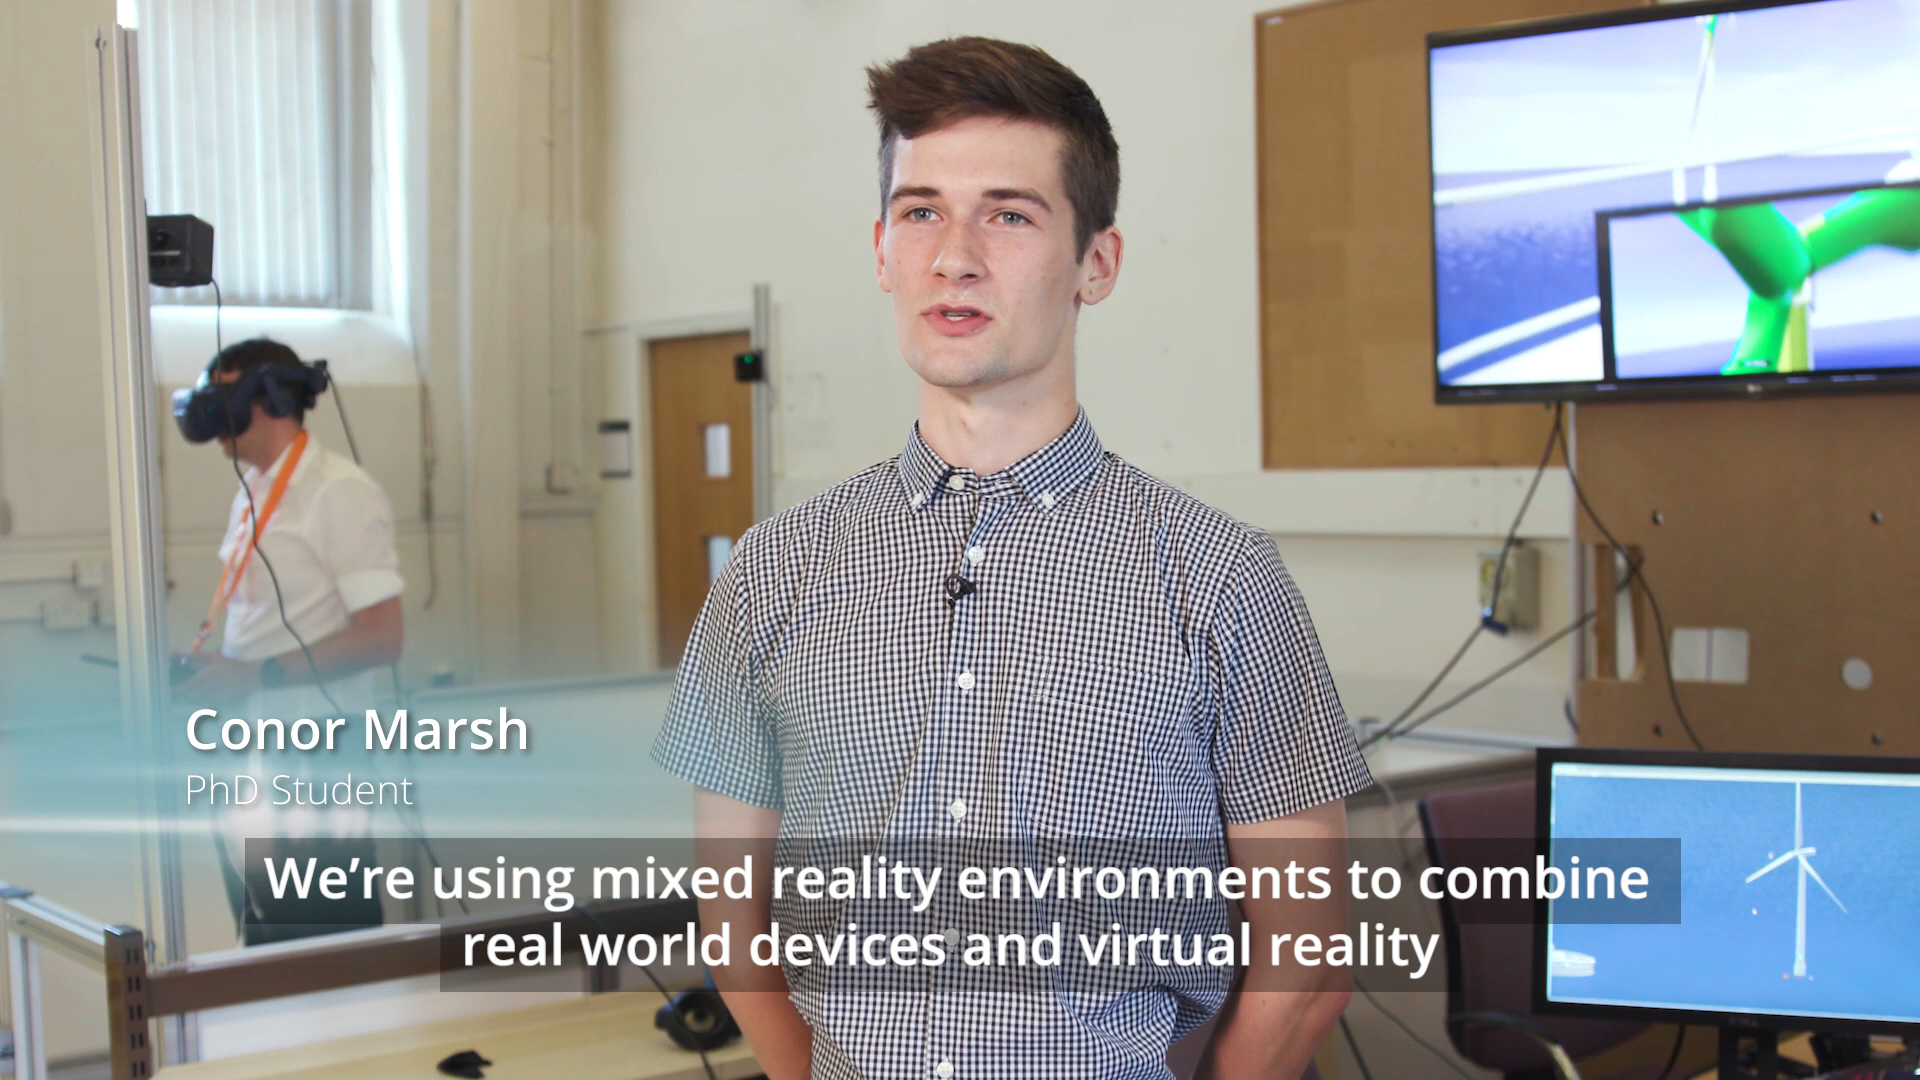 Conor Marsh
PhD Student
We’re using mixed reality environments to combine
real world devices and virtual reality